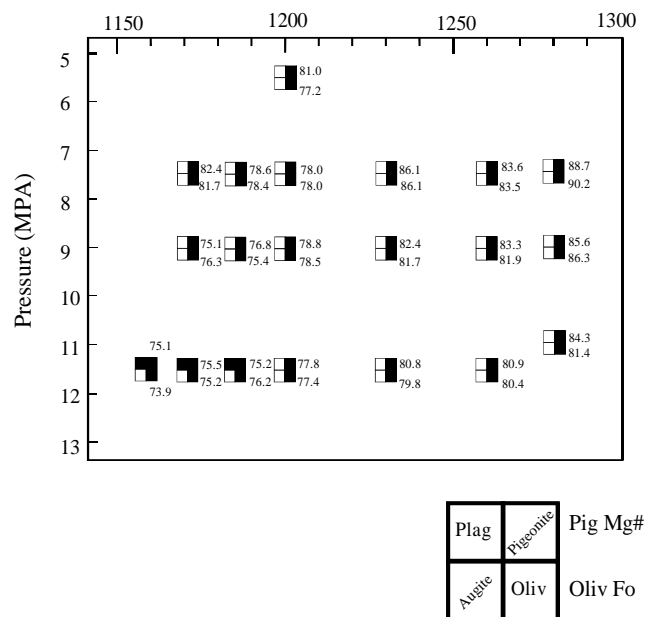 1150 1200 1250 1300
5
81.0
77.2
6
7
82.4 78.6 78.0 86.1 83.6 88.7
81.7 78.4 78.0 86.1 83.5 90.2
8
9
75.1 76.8 78.8 82.4 83.3 85.6
76.3 75.4 78.5 81.7 81.9 86.3
10
Pressure (MPA)
11
75.1 84.3
81.4
75.5 75.2 77.8 80.8 80.9
75.2 76.2 77.4 79.8 80.4
73.9
12
13
Plag Pigeonite Pig Mg#
Augite Oliv Oliv Fo